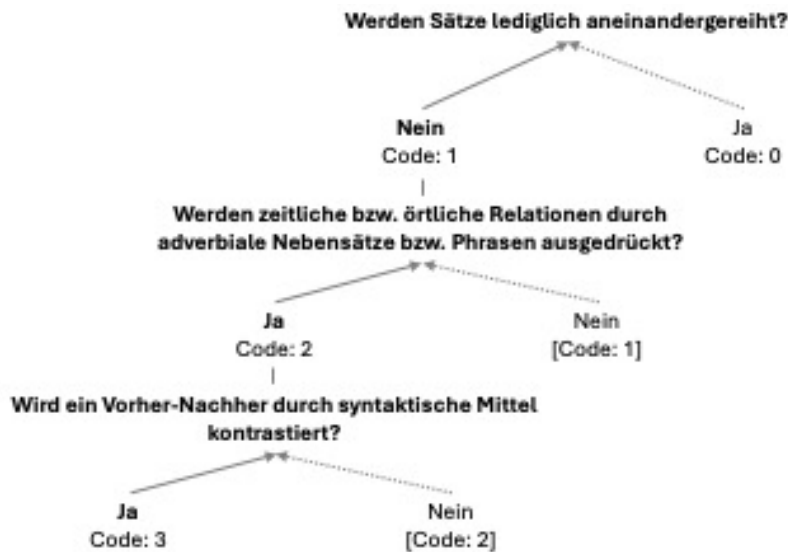 Werden Sätze lediglich aneinandergereiht?
Nein
Code: 1
Ja
Code: 0
Werden zeitliche bzw. örtliche Relationen durch
adverbiale Nebensätze bzw. Phrasen ausgedrückt?
Ja
Code: 2
Nein
[Code: 1]
Wird ein Vorher-Nachher durch syntaktische Mittel
kontrastiert?
Ja
Code: 3
Nein
[Code: 2]